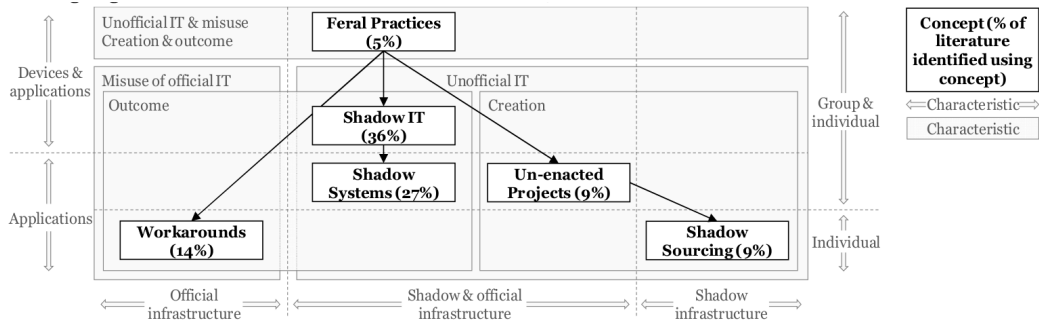 Unofficial IT & misuse
Creation & outcome
Feral Practices
(5%)
Concept (% of
literature
identified using
concept)
Devices &
applications
Misuse of official IT
Unofficial IT
Outcome
Creation
Group &
individual
Characteristic
Characteristic
Shadow IT
(36%)
Shadow
Systems (27%)
Un-enacted
Projects (9%)
Applications
Workarounds
(14%)
Shadow
Sourcing (9%)
Individual
Official
infrastructure
Shadow & official
infrastructure
Shadow
infrastructure